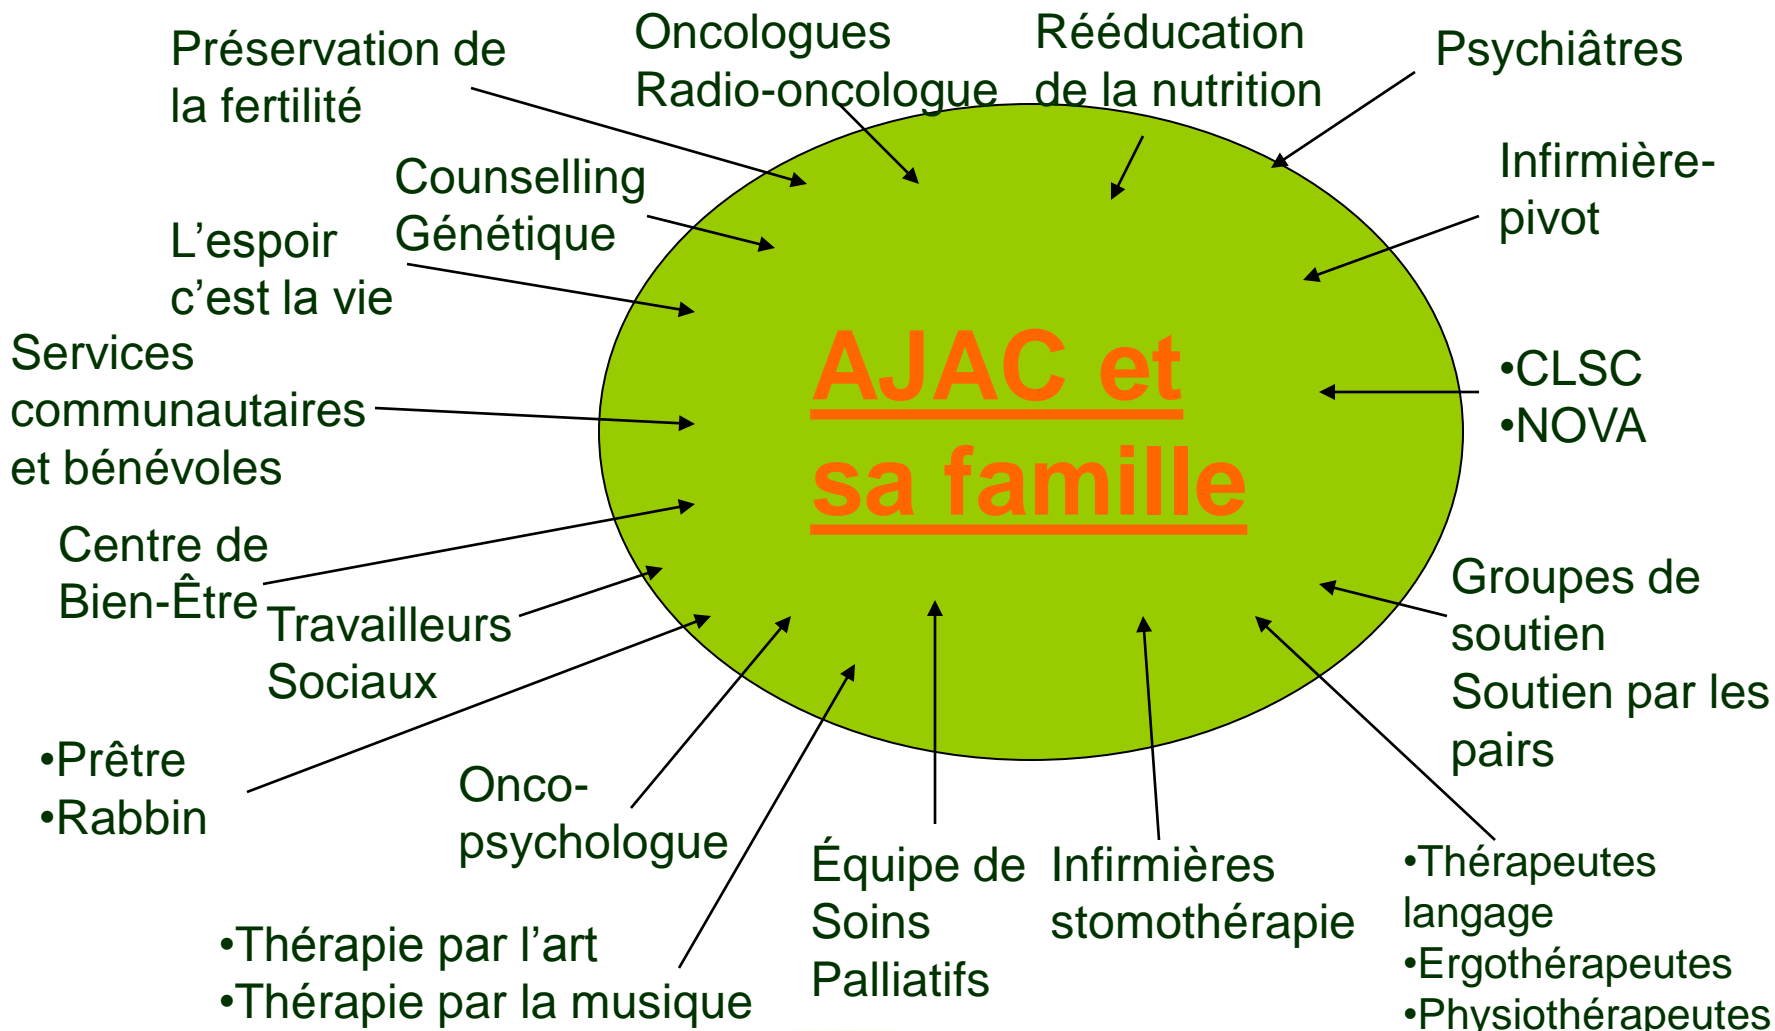 Préservation de
la fertilité
Oncologues
Radio-oncologue
Rééducation
de la nutrition
Psychiâtres
Counselling
Génétique
Infirmière-
pivot
L’espoir
c’est la vie
Services
communautaires
et bénévoles
AJAC et
sa famille
•CLSC
•NOVA
Centre de
Bien-Être
Travailleurs
Sociaux
Groupes de
soutien
Soutien par les
pairs
•Prêtre
•Rabbin
Onco-
psychologue
Équipe de
Soins
Palliatifs
Infirmières
stomothérapie
•Thérapeutes
langage
•Ergothérapeutes
•Physiothérapeutes
•Thérapie par l’art
•Thérapie par la musique